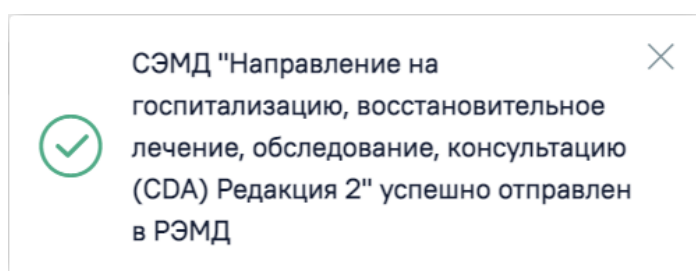 СЭМД "Направление на
госпитализацию, восстановительное
лечение, обследование, консультацию
(CDA) Редакция 2" успешно отправлен
в РЭМД